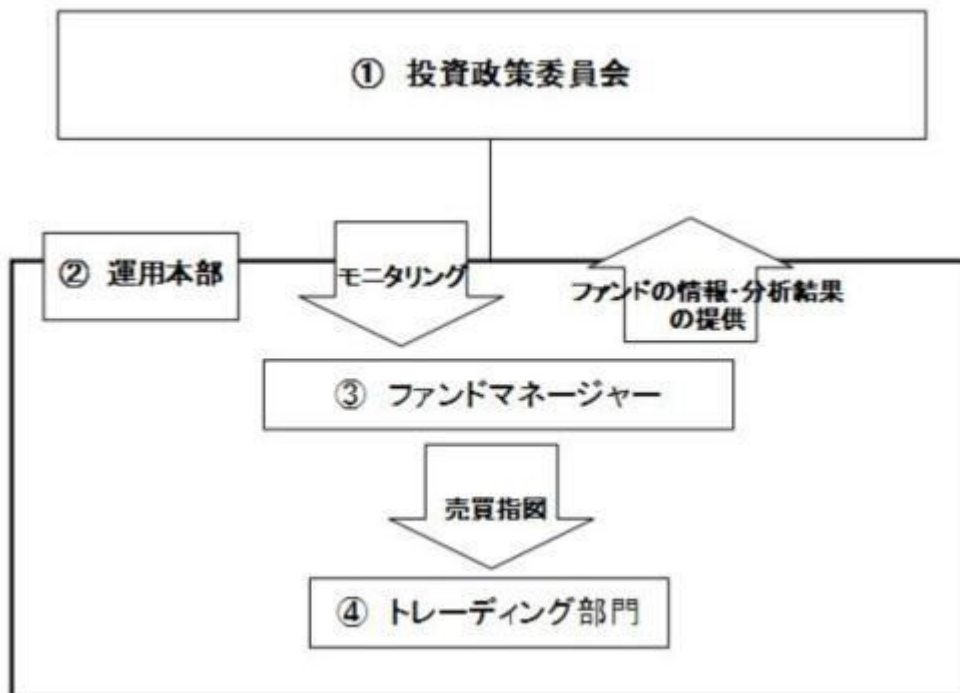 ① 投資政策委員会
② 運用本部
モニタリング
ファンドの情報・分析結果
の提供
③ ファンドマネージャー
売買指図
④ トレーディング部門